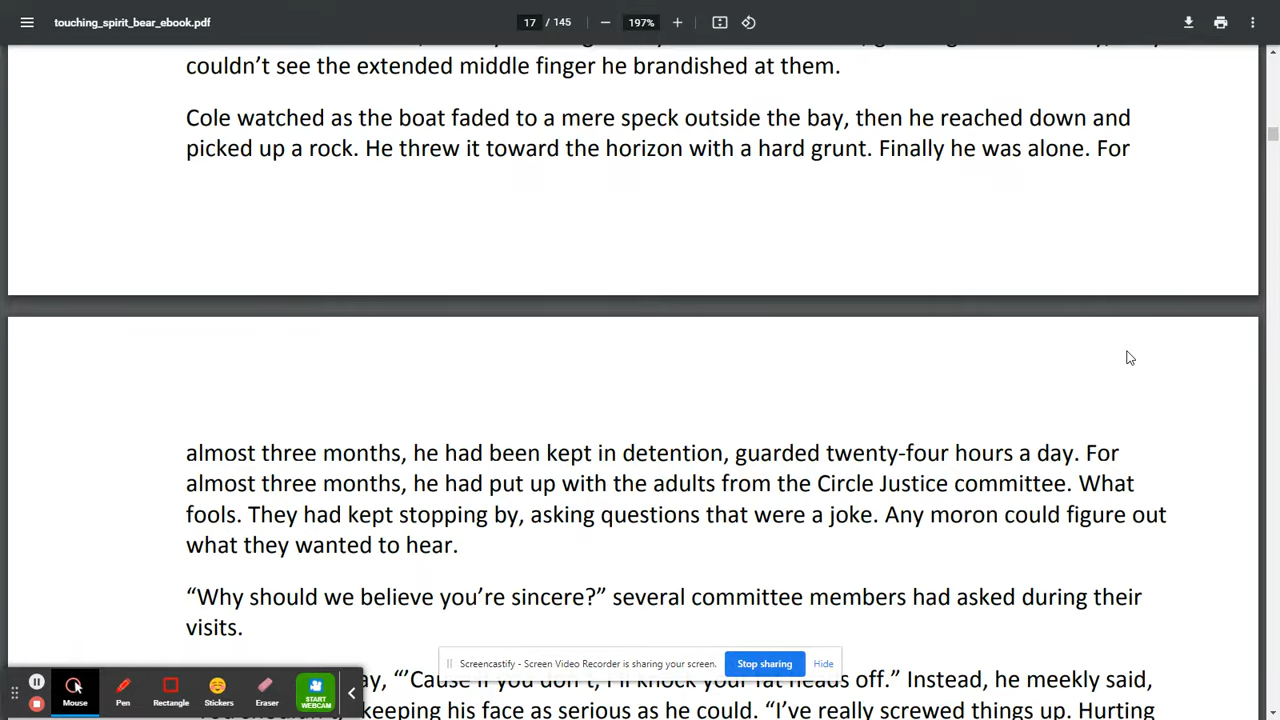 touching_spirit_bear_ebook.pdf
17 / 145
197%
couldn’t see the extended middle finger he brandished at them.
Cole watched as the boat faded to a mere speck outside the bay, then he reached down and
picked up a rock. He threw it toward the horizon with a hard grunt. Finally he was alone. For
almost three months, he had been kept in detention, guarded twenty-four hours a day. For
almost three months, he had put up with the adults from the Circle Justice committee. What
fools. They had kept stopping by, asking questions that were a joke. Any moron could figure out
what they wanted to hear.
“Why should we believe you’re sincere?” several committee members had asked during their
visits.
Screencastify - Screen Video Recorder is sharing your screen.
Stop sharing
Hide
“’Cause if you don’t, I’ll knock your fat heads off.” Instead, he meekly said,
keeping his face as serious as he could. “I’ve really screwed things up. Hurting
Mouse
Pen
Rectangle
Stickers
Eraser
START
WEBCAM